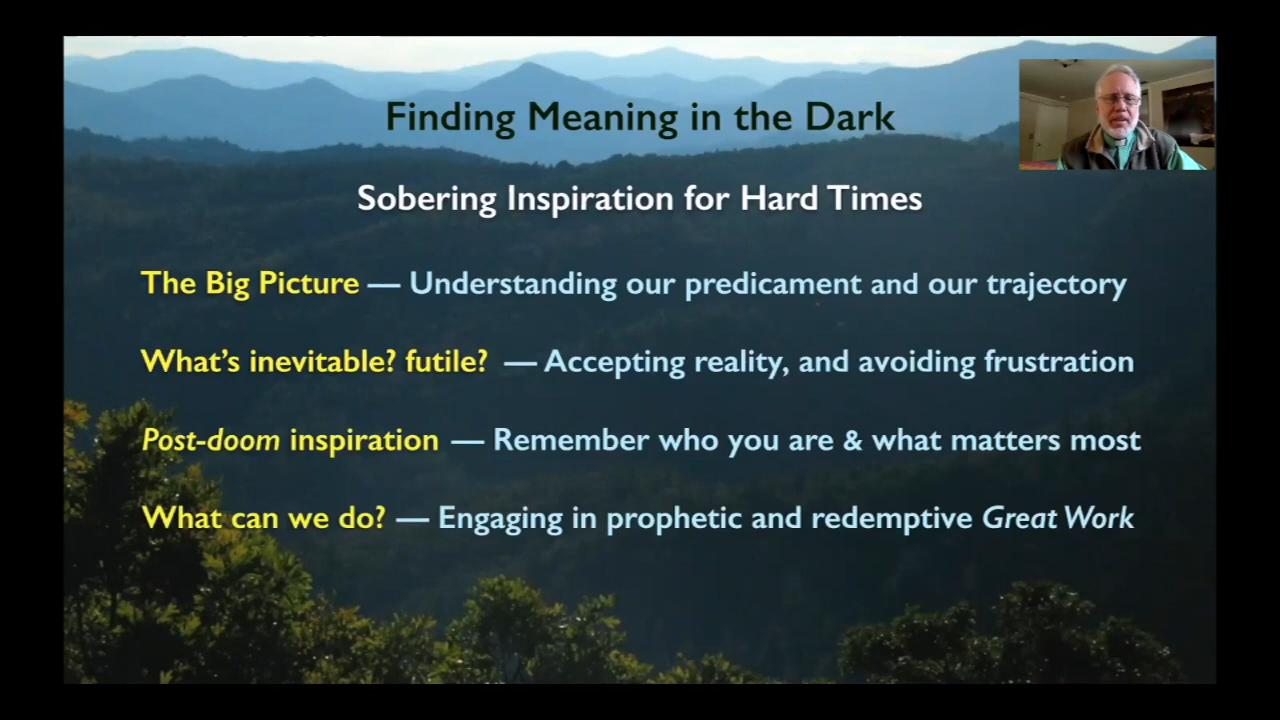 Finding Meaning in the Dark
Sobering Inspiration for Hard Times
The Big Picture — Understanding our predicament and our trajectory
What's inevitable? futile? — Accepting reality, and avoiding frustration
Post-doom inspiration — Remember who you are & what matters most
What can we do? — Engaging in prophetic and redemptive Great Work